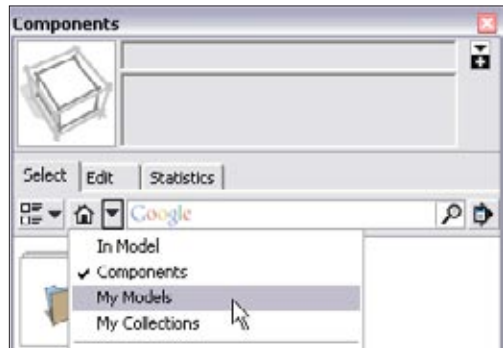 Components
Select Edit Statistics
Google
In Model
Components
My Models
My Collections